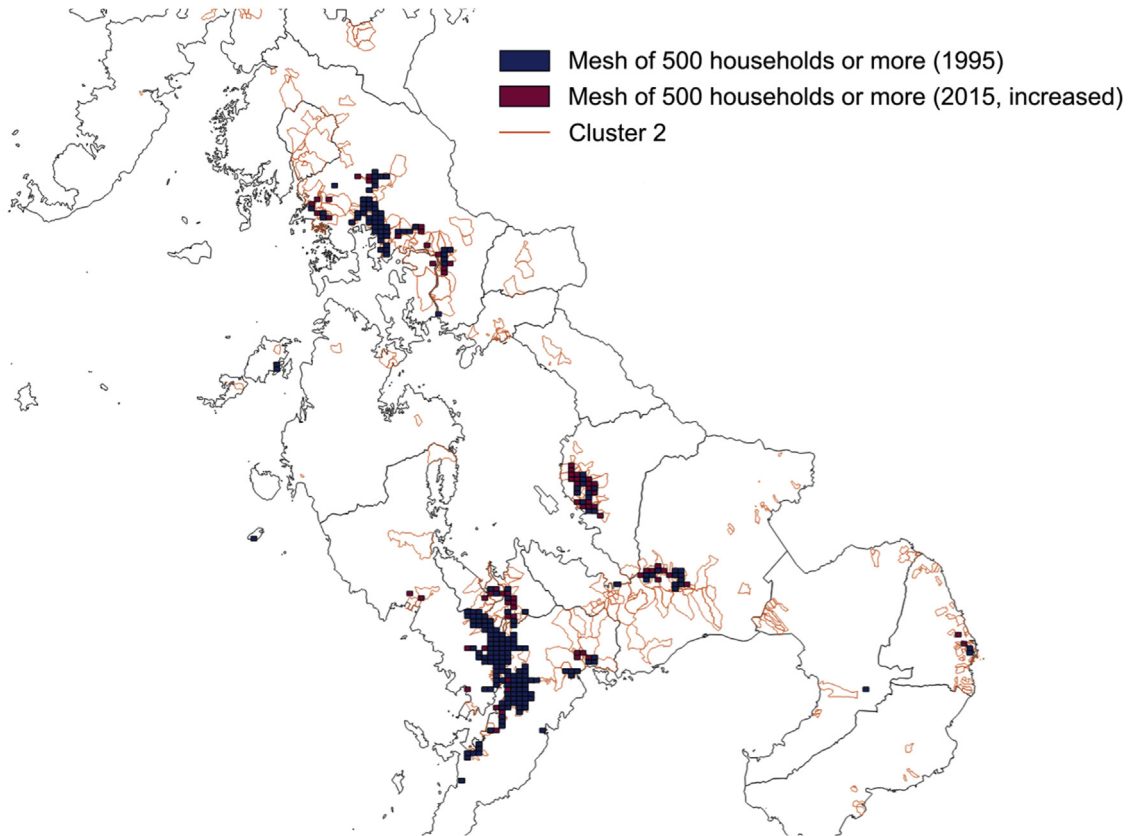 Mesh of 500 households or more (1995)
Mesh of 500 households or more (2015, increased)
Cluster 2